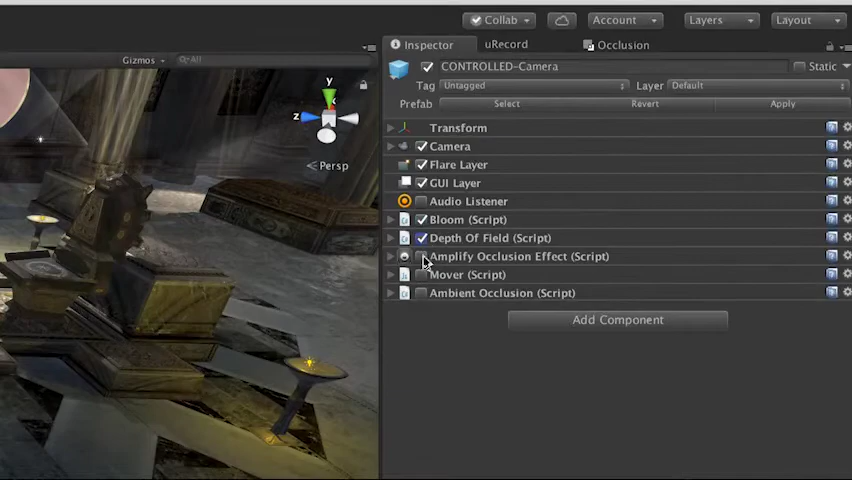 Collab Account Layers Layout
Gizmos All
Inspector uRecord Occlusion
CONTROLLED-Camera Static
Tag Untagged Layer Default
Prefab Select Revert Apply
Transform
Camera
Flare Layer
GUI Layer
Audio Listener
Bloom (Script)
Depth Of Field (Script)
Amplify Occlusion Effect (Script)
Mover (Script)
Ambient Occlusion (Script)
Add Component
y
z
Persp